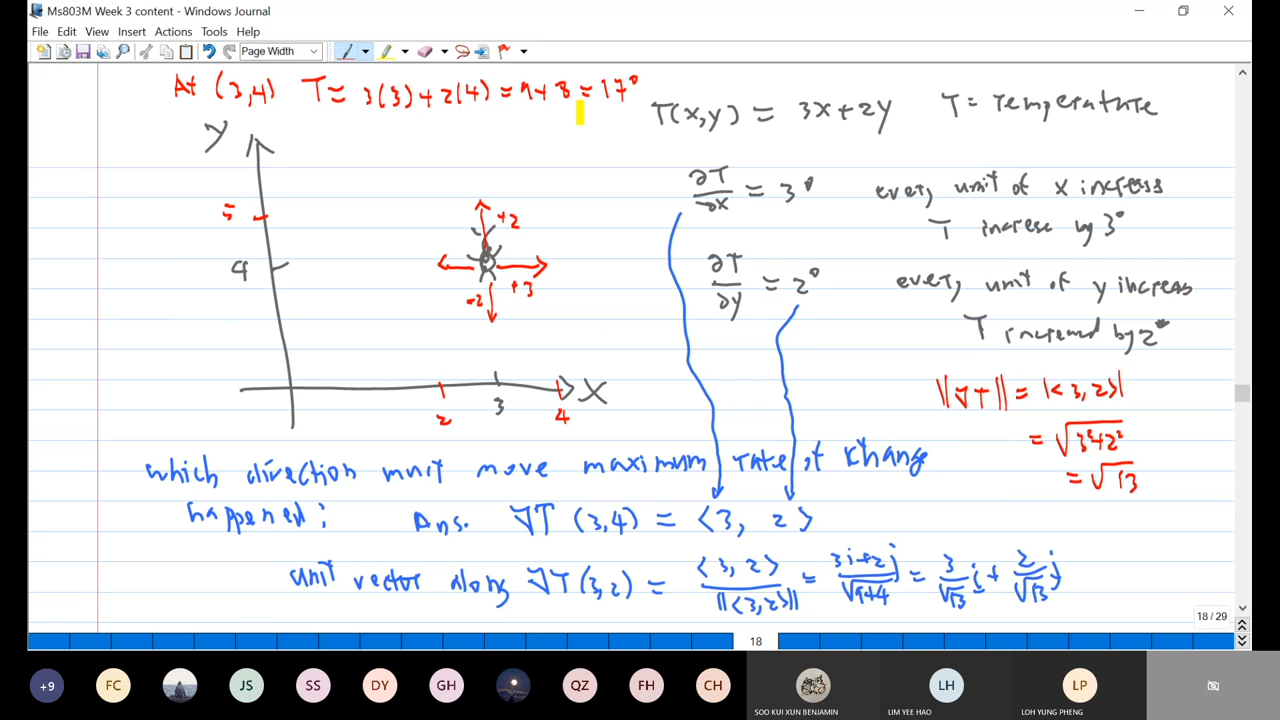 Ms803M Week 3 content - Windows Journal
File Edit View Insert Actions Tools Help
Page Width
At (3,4) T = 3(3)+2(4) = 9+8 = 17°
T(x,y) = 3x+2y T = Temperature
y
∂T/∂x = 3° every unit of x increase
T increse by 3°
5
+2
4
∂T/∂y = 2° every unit of y increase
-2 +3
T increased by 2°
x
2 3 4
||∇T|| = |<3,2>|
= √3²+2²
= √13
which direction must move maximum rate of change
happened: Ans. ∇T (3,4) = <3, 2>
unit vector along ∇T(3,2) = <3,2>/||<3,2>|| = 3i+2j/√9+4 = 3/√13 i + 2/√13 j
18 / 29
18
+9 FC JS SS DY GH QZ FH CH LH LP
SOO KUI XUN BENJAMIN LIM YEE HAO LOH YUNG PHENG